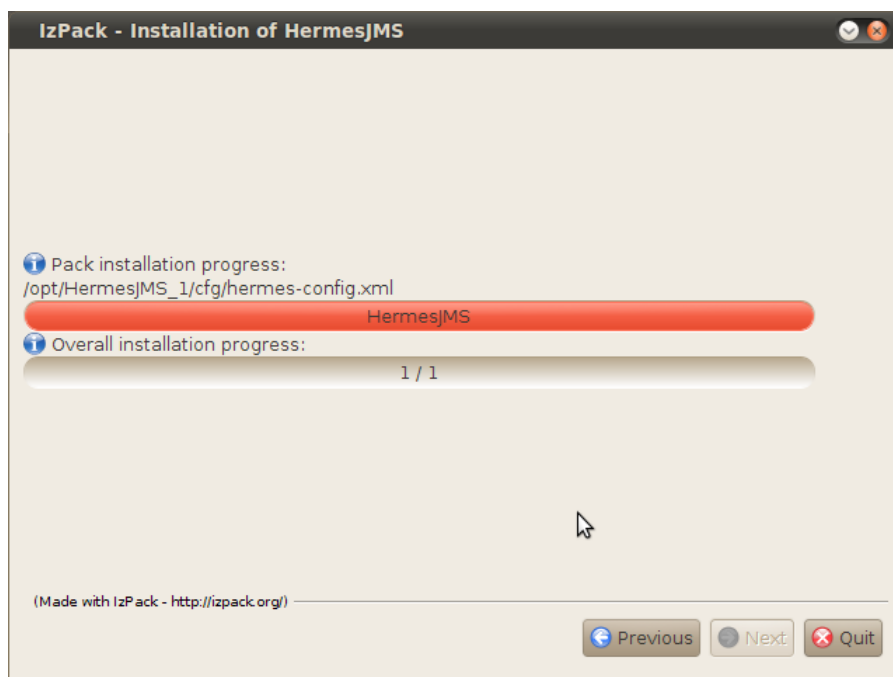 IzPack - Installation of HermesJMS
Pack installation progress:
/opt/HermesJMS_1/cfg/hermes-config.xml
HermesJMS
Overall installation progress:
1 / 1
(Made with IzPack - http://izpack.org/)
Previous
Next
Quit